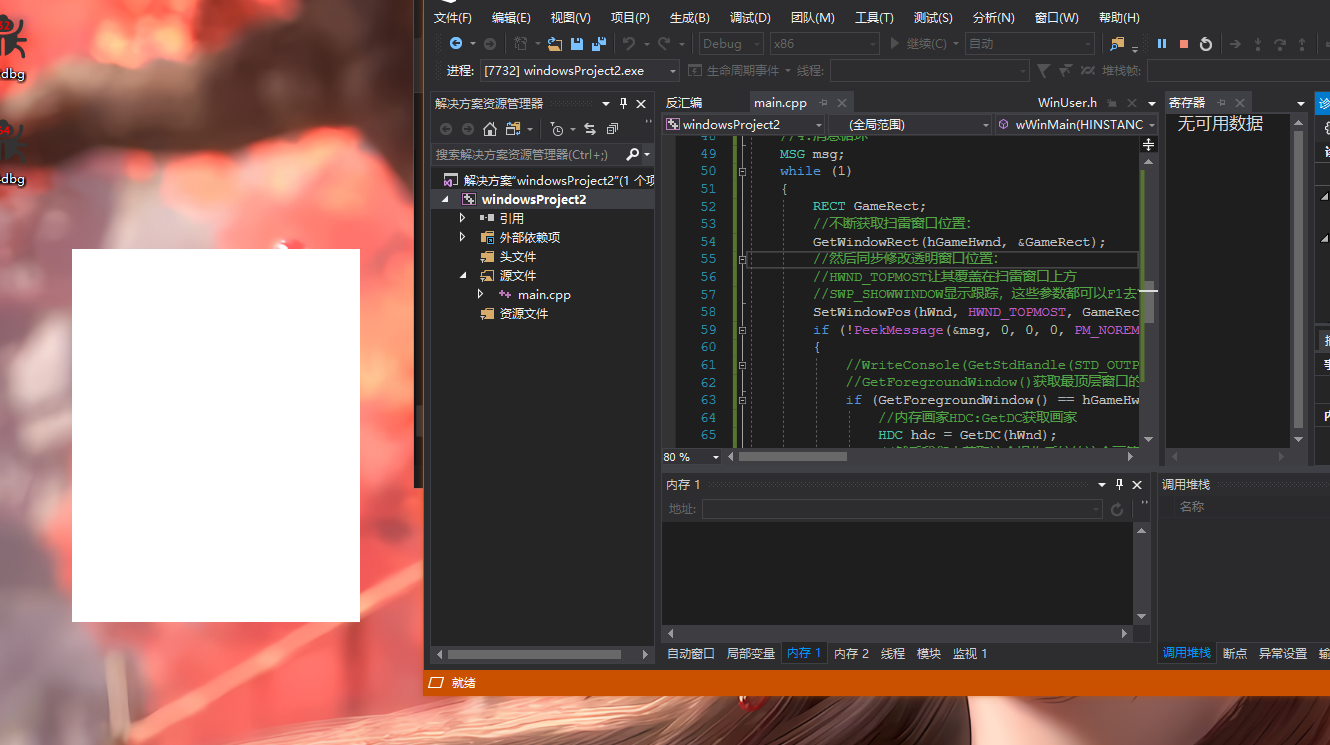 52
dbg
64
dbg
文件(F) 编辑(E) 视图(V) 项目(P) 生成(B) 调试(D) 团队(M) 工具(T) 测试(S) 分析(N) 窗口(W) 帮助(H)
Debug x86 继续(C) 自动
进程: [7732] windowsProject2.exe 生命周期事件 线程: 堆栈帧:
解决方案资源管理器
搜索解决方案资源管理器(Ctrl+;)
解决方案"windowsProject2"(1 个项
windowsProject2
引用
外部依赖项
头文件
源文件
main.cpp
资源文件
反汇编 main.cpp WinUser.h
windowsProject2 (全局范围) wWinMain(HINSTANC
48 //4.消息循环
49 MSG msg;
50 while (1)
51 {
52 RECT GameRect;
53 //不断获取扫雷窗口位置:
54 GetWindowRect(hGameHwnd, &GameRect);
55 //然后同步修改透明窗口位置:
56 //HWND_TOPMOST让其覆盖在扫雷窗口上方
57 //SWP_SHOWWINDOW显示跟踪, 这些参数都可以F1去
58 SetWindowPos(hWnd, HWND_TOPMOST, GameRec
59 if (!PeekMessage(&msg, 0, 0, 0, PM_NOREM
60 {
61 //WriteConsole(GetStdHandle(STD_OUTP
62 //GetForegroundWindow()获取最顶层窗口的
63 if (GetForegroundWindow() == hGameHw
64 //内存画家HDC:GetDC获取画家
65 HDC hdc = GetDC(hWnd);
80 %
寄存器
无可用数据
诊
内存 1
地址:
自动窗口 局部变量 内存 1 内存 2 线程 模块 监视 1
调用堆栈
名称
调用堆栈 断点 异常设置 输
就绪